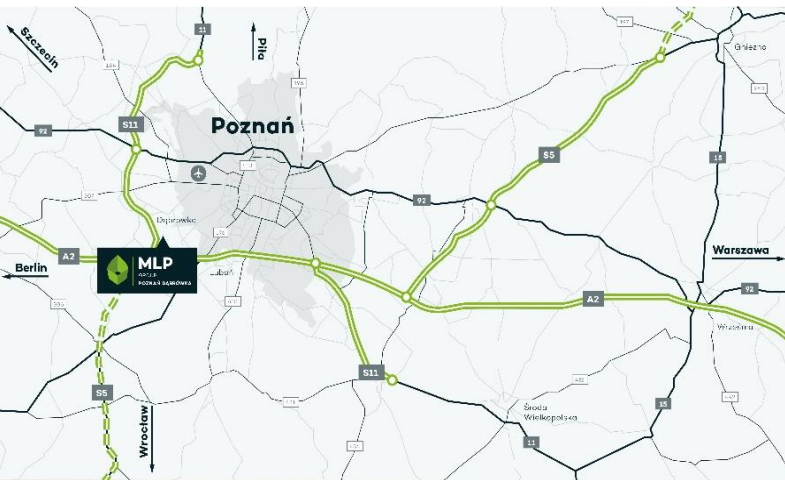 Szczecin
11
Piła
Gniezno
S11
Poznań
92
S5
15
92
Dąbrówka
A2
MLP
GROUP
POZNAŃ DĄBRÓWKA
Berlin
Luboń
Warszawa
92
A2
Września
S11
S5
Wrocław
15
Środa
Wielkopolska
11